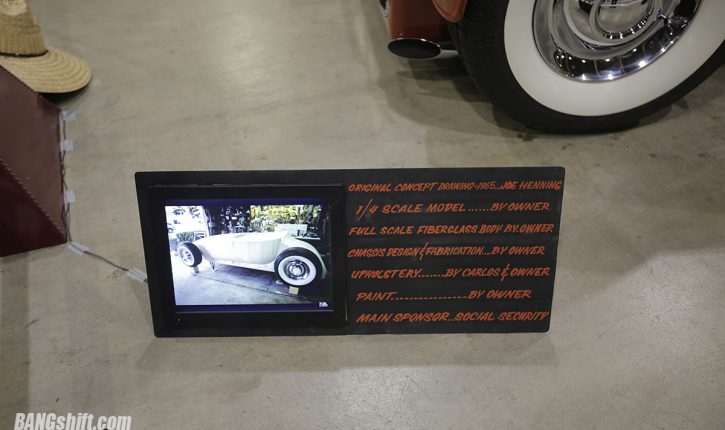 ORIGINAL CONCEPT DRAWING-1965...JOE HENNING
1/4 SCALE MODEL......BY OWNER
FULL SCALE FIBERGLASS BODY BY.OWNER
CHASSIS DESIGN & FABRICATION...BY OWNER
UPHOLSTERY.......BY CARLOS & OWNER
PAINT.................BY OWNER
MAIN SPONSOR...SOCIAL SECURITY
BANGshift.com